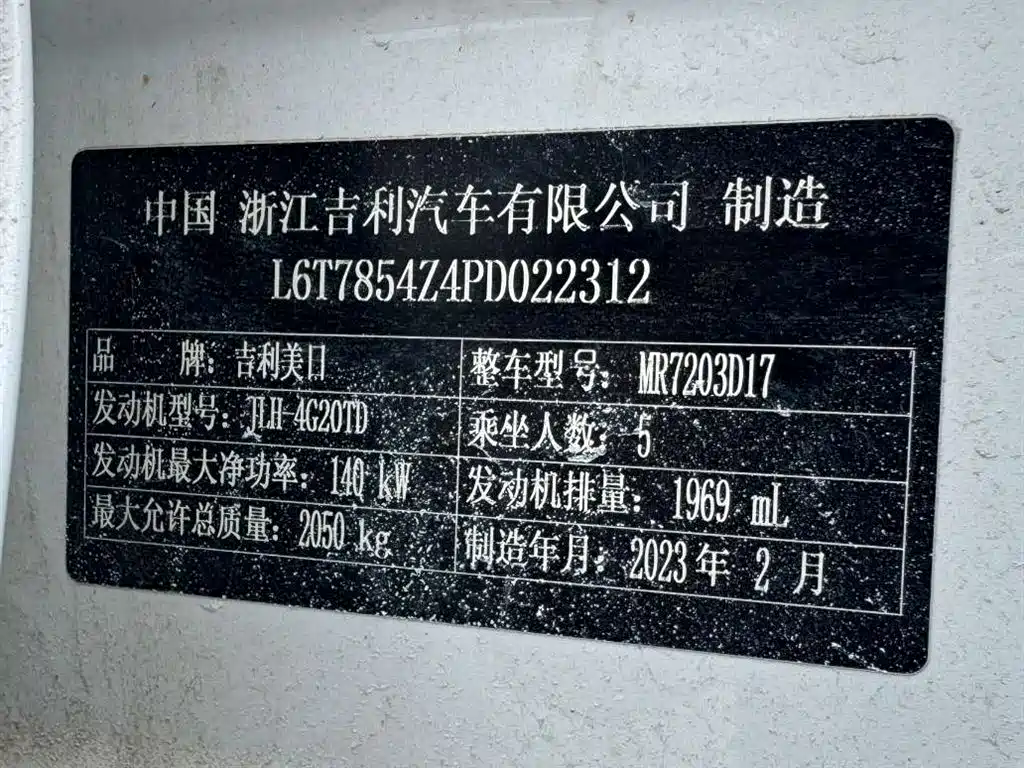 中国 浙江吉利汽车有限公司 制造
L6T7854Z4PD022312
品 牌：吉利美日 整车型号：MR7203D17
发动机型号：JLH-4G20TD 乘坐人数：5
发动机最大净功率：140 kW 发动机排量：1969 mL
最大允许总质量：2050 kg 制造年月：2023 年 2 月